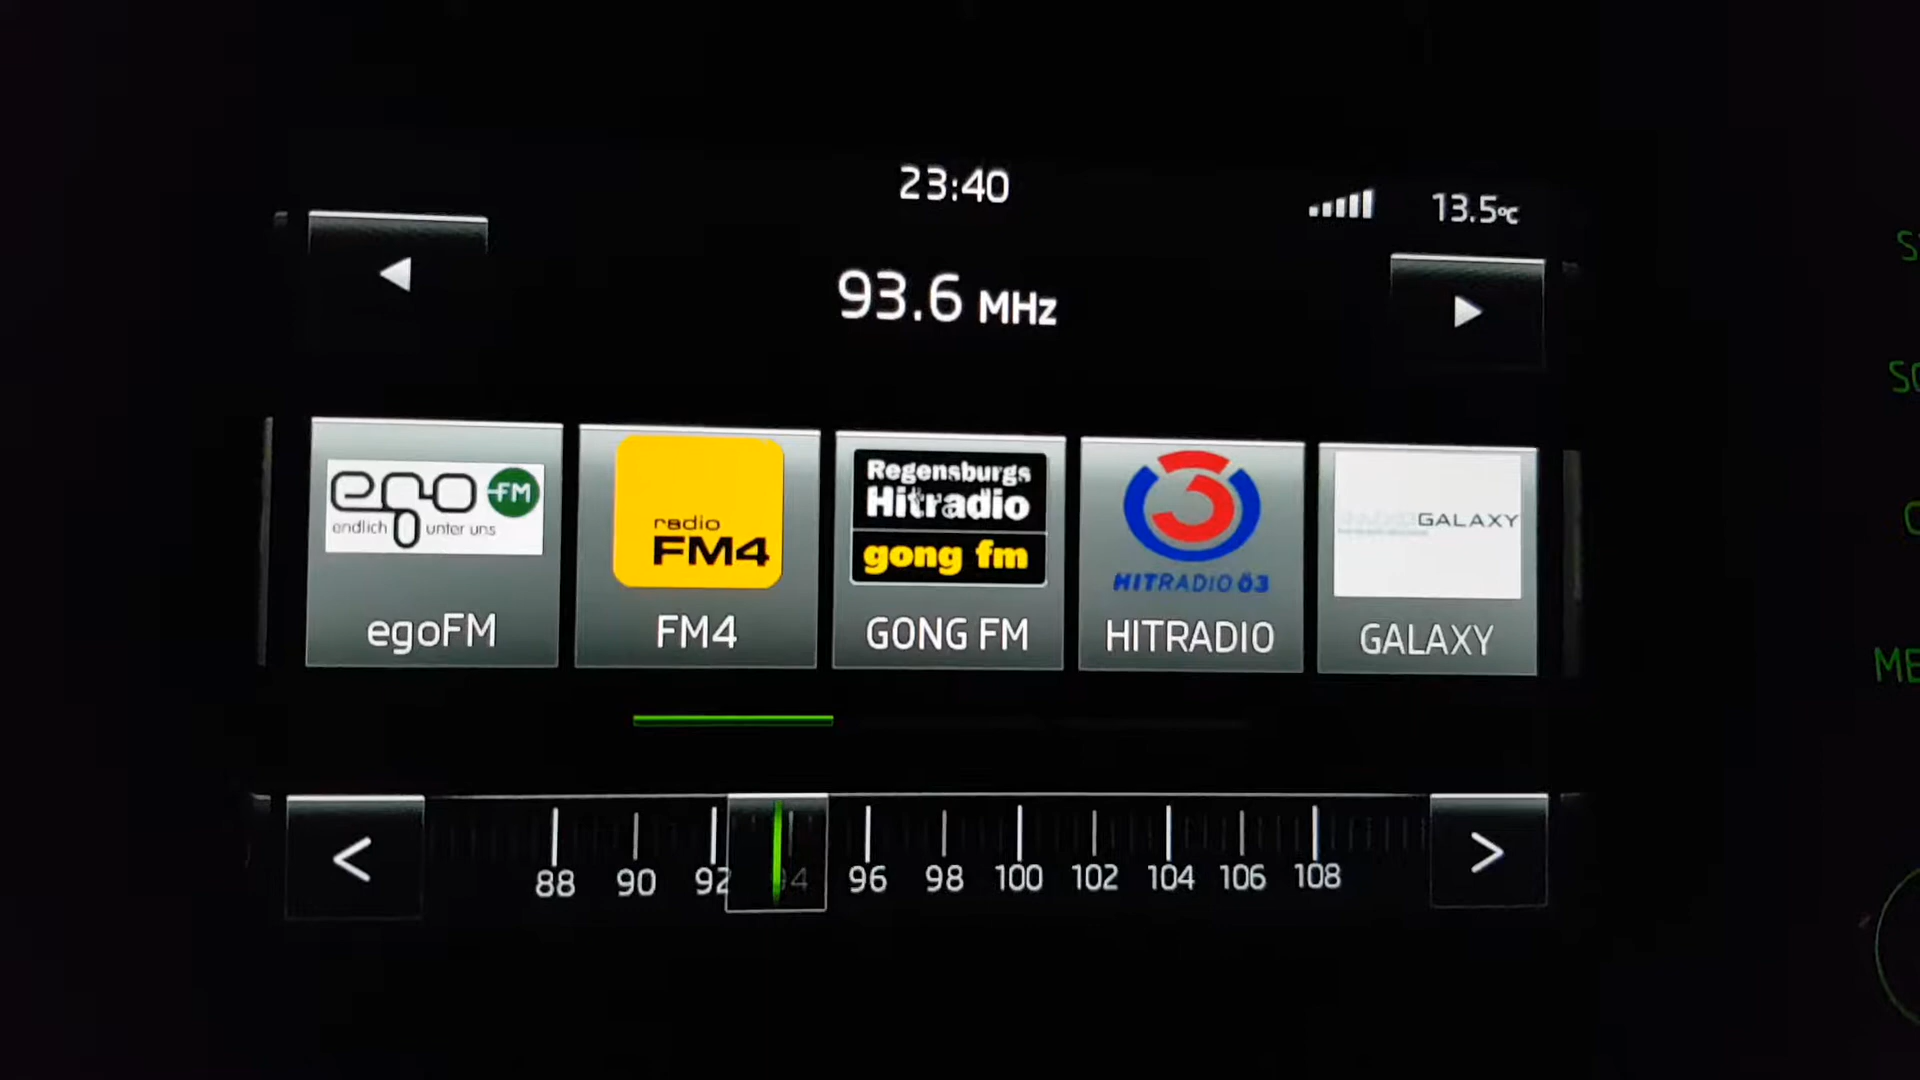 23:40
13.5°C
93.6 MHz
ego FM
endlich unter uns
egoFM
radio
FM4
FM4
Regensburgs
Hitradio
gong fm
GONG FM
HITRADIO Ö3
HITRADIO
GALAXY
GALAXY
88 90 92 94 96 98 100 102 104 106 108